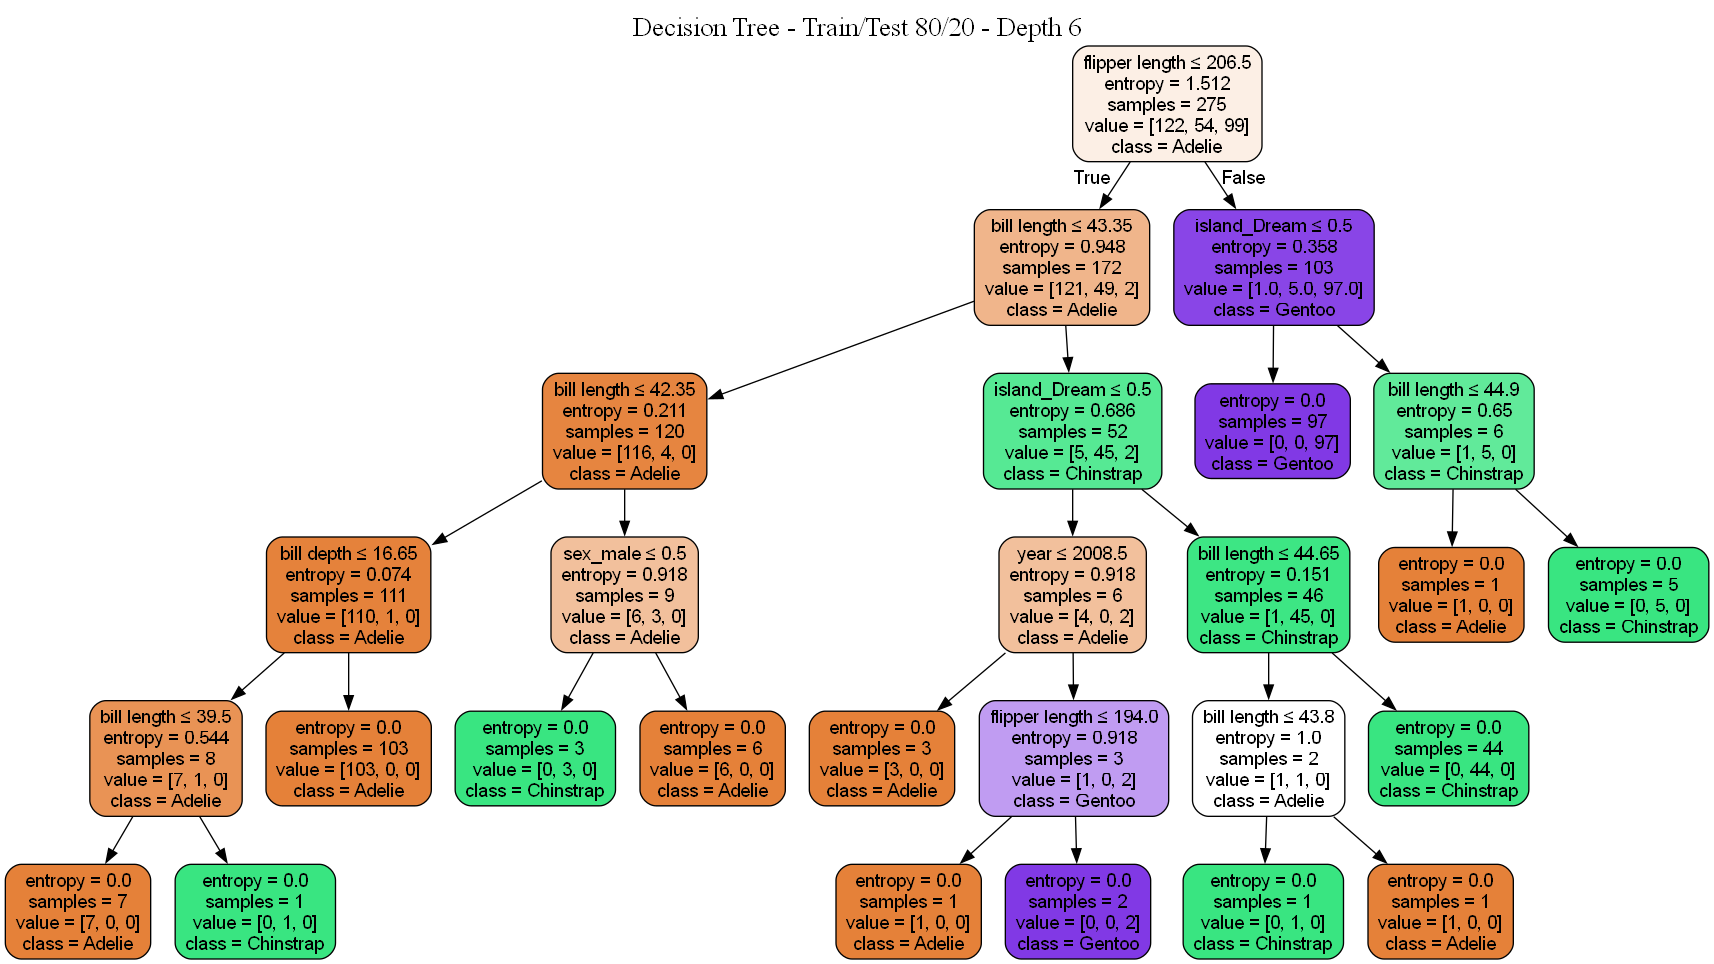 Decision Tree - Train/Test 80/20 - Depth 6
flipper length ≤ 206.5
entropy = 1.512
samples = 275
value = [122, 54, 99]
class = Adelie
True
False
bill length ≤ 43.35
entropy = 0.948
samples = 172
value = [121, 49, 2]
class = Adelie
island_Dream ≤ 0.5
entropy = 0.358
samples = 103
value = [1.0, 5.0, 97.0]
class = Gentoo
bill length ≤ 42.35
entropy = 0.211
samples = 120
value = [116, 4, 0]
class = Adelie
island_Dream ≤ 0.5
entropy = 0.686
samples = 52
value = [5, 45, 2]
class = Chinstrap
entropy = 0.0
samples = 97
value = [0, 0, 97]
class = Gentoo
bill length ≤ 44.9
entropy = 0.65
samples = 6
value = [1, 5, 0]
class = Chinstrap
bill depth ≤ 16.65
entropy = 0.074
samples = 111
value = [110, 1, 0]
class = Adelie
sex_male ≤ 0.5
entropy = 0.918
samples = 9
value = [6, 3, 0]
class = Adelie
year ≤ 2008.5
entropy = 0.918
samples = 6
value = [4, 0, 2]
class = Adelie
bill length ≤ 44.65
entropy = 0.151
samples = 46
value = [1, 45, 0]
class = Chinstrap
entropy = 0.0
samples = 1
value = [1, 0, 0]
class = Adelie
entropy = 0.0
samples = 5
value = [0, 5, 0]
class = Chinstrap
bill length ≤ 39.5
entropy = 0.544
samples = 8
value = [7, 1, 0]
class = Adelie
entropy = 0.0
samples = 103
value = [103, 0, 0]
class = Adelie
entropy = 0.0
samples = 3
value = [0, 3, 0]
class = Chinstrap
entropy = 0.0
samples = 6
value = [6, 0, 0]
class = Adelie
entropy = 0.0
samples = 3
value = [3, 0, 0]
class = Adelie
flipper length ≤ 194.0
entropy = 0.918
samples = 3
value = [1, 0, 2]
class = Gentoo
bill length ≤ 43.8
entropy = 1.0
samples = 2
value = [1, 1, 0]
class = Adelie
entropy = 0.0
samples = 44
value = [0, 44, 0]
class = Chinstrap
entropy = 0.0
samples = 7
value = [7, 0, 0]
class = Adelie
entropy = 0.0
samples = 1
value = [0, 1, 0]
class = Chinstrap
entropy = 0.0
samples = 1
value = [1, 0, 0]
class = Adelie
entropy = 0.0
samples = 2
value = [0, 0, 2]
class = Gentoo
entropy = 0.0
samples = 1
value = [0, 1, 0]
class = Chinstrap
entropy = 0.0
samples = 1
value = [1, 0, 0]
class = Adelie